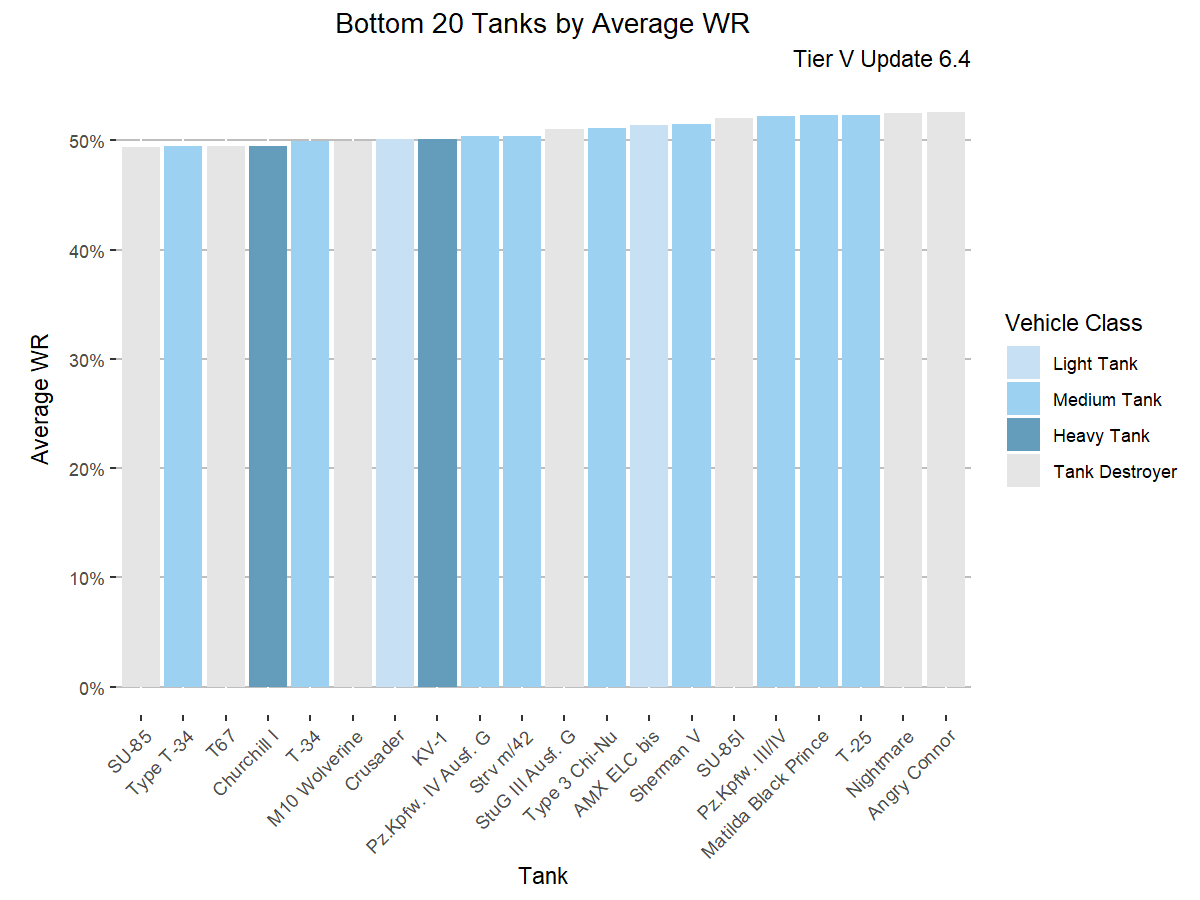 Bottom 20 Tanks by Average WR
Tier V Update 6.4
Average WR
50%
40%
30%
20%
10%
0%
SU-85
Type T-34
T67
Churchill I
T-34
M10 Wolverine
Crusader
KV-1
Pz.Kpfw. IV Ausf. G
Strv m/42
StuG III Ausf. G
Type 3 Chi-Nu
AMX ELC bis
Sherman V
SU-85I
Pz.Kpfw. III/IV
Matilda Black Prince
T-25
Nightmare
Angry Connor
Tank
Vehicle Class
Light Tank
Medium Tank
Heavy Tank
Tank Destroyer